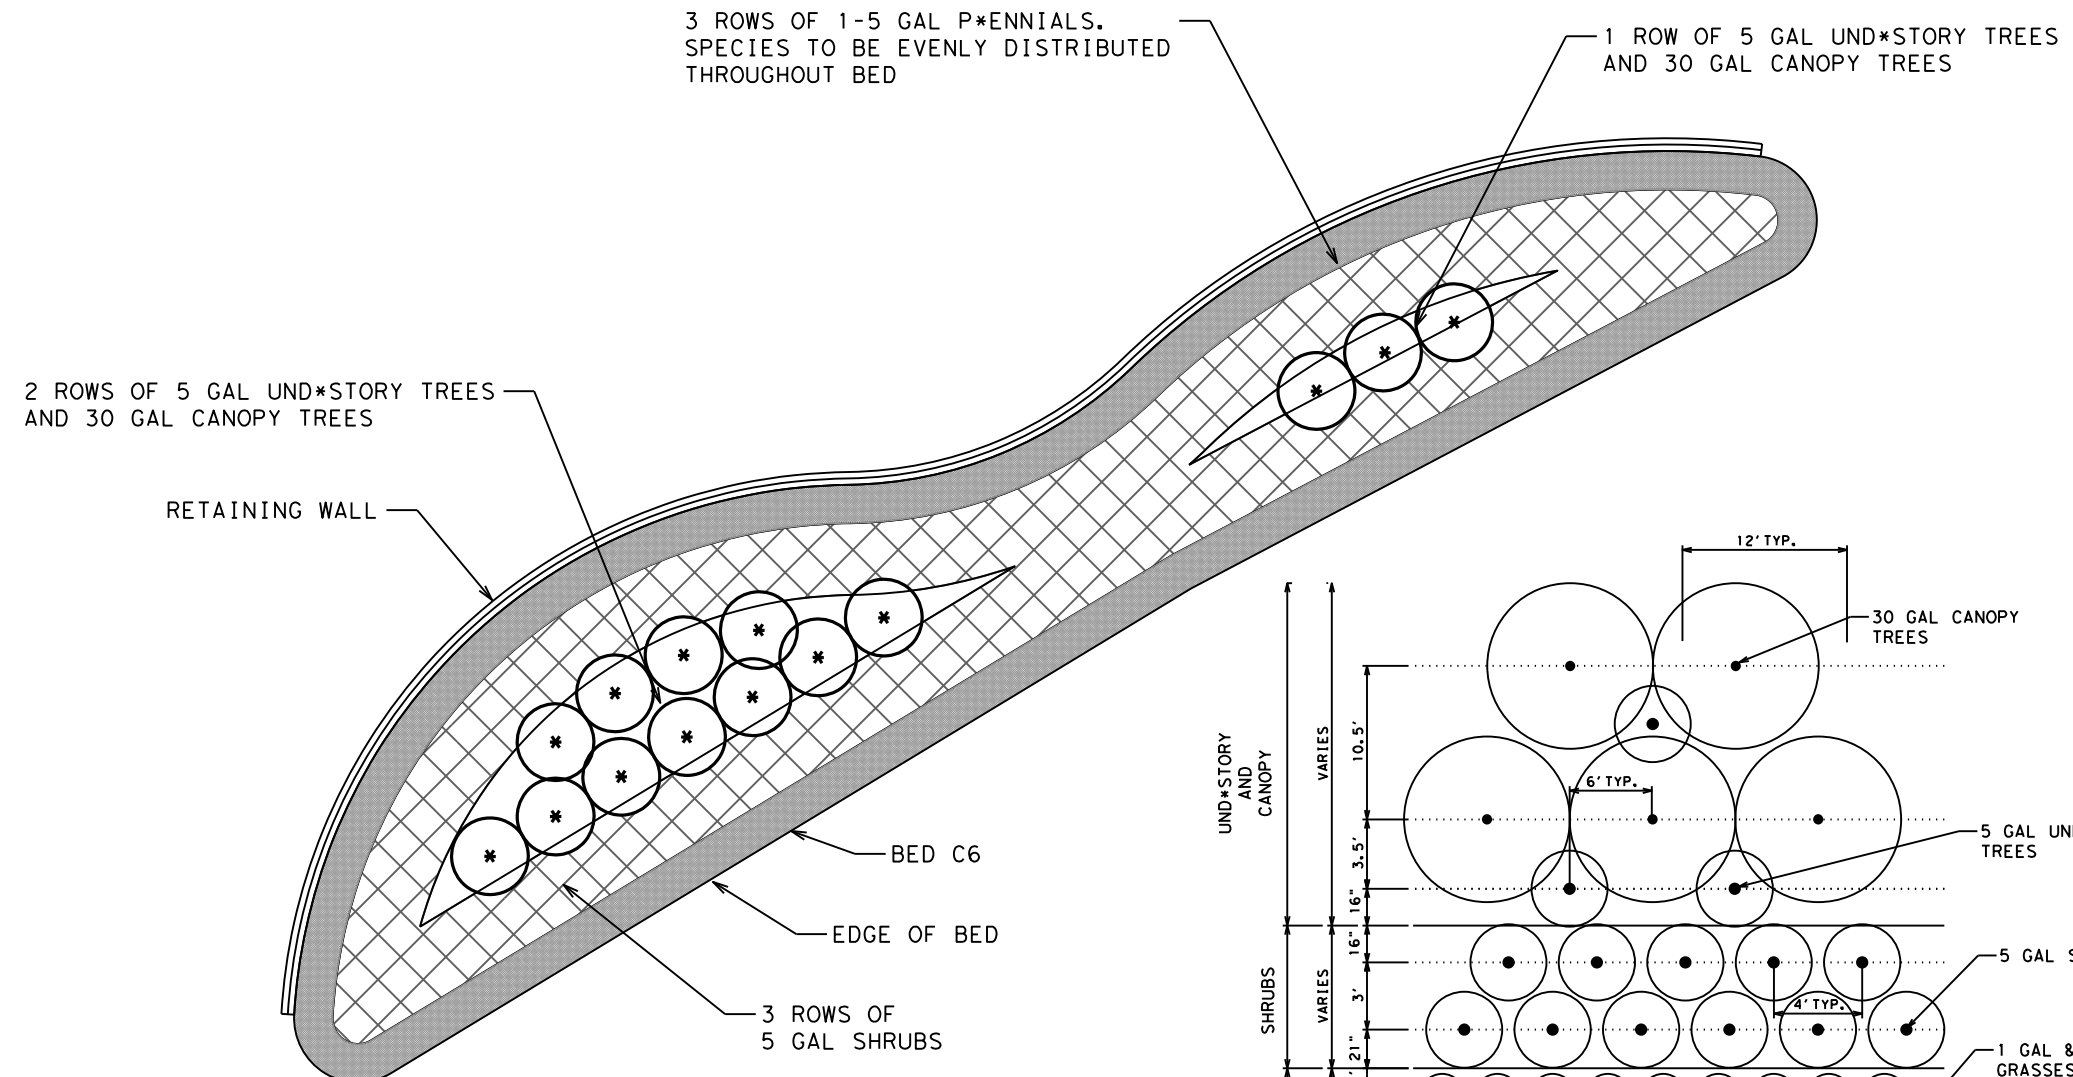 3 ROWS OF 1-5 GAL P*ENNIALS.
SPECIES TO BE EVENLY DISTRIBUTED
THROUGHOUT BED
1 ROW OF 5 GAL UND*STORY TREES
AND 30 GAL CANOPY TREES
2 ROWS OF 5 GAL UND*STORY TREES
AND 30 GAL CANOPY TREES
RETAINING WALL
BED C6
EDGE OF BED
3 ROWS OF
5 GAL SHRUBS
12' TYP.
30 GAL CANOPY
TREES
UND*STORY
AND
CANOPY
VARIES
10.5'
6' TYP.
3.5'
5 GAL
TREES
16"
16"
SHRUBS
VARIES
3'
4' TYP.
5 GAL
21"
1 GAL &
GRASSES